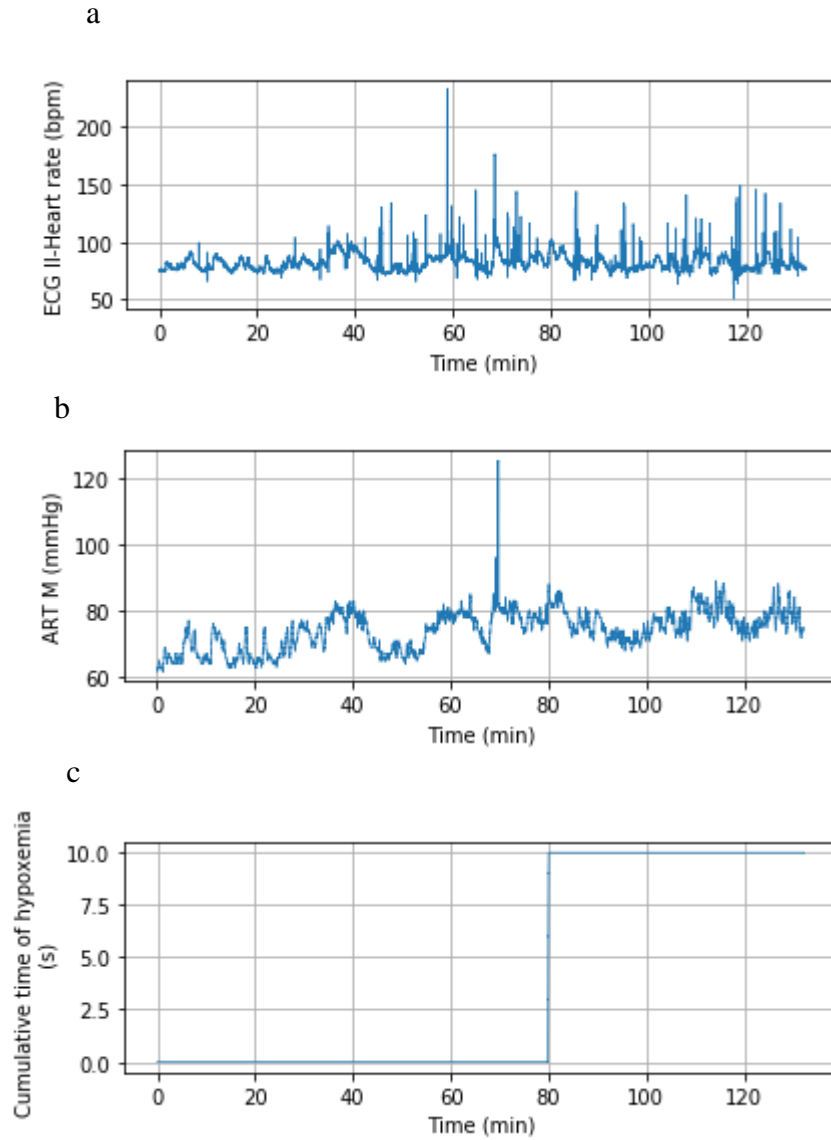 a
ECG II-Heart rate (bpm)
200
150
100
50
0 20 40 60 80 100 120
Time (min)
b
ART M (mmHg)
120
100
80
60
0 20 40 60 80 100 120
Time (min)
c
Cumulative time of hypoxemia
(s)
10.0
7.5
5.0
2.5
0.0
0 20 40 60 80 100 120
Time (min)